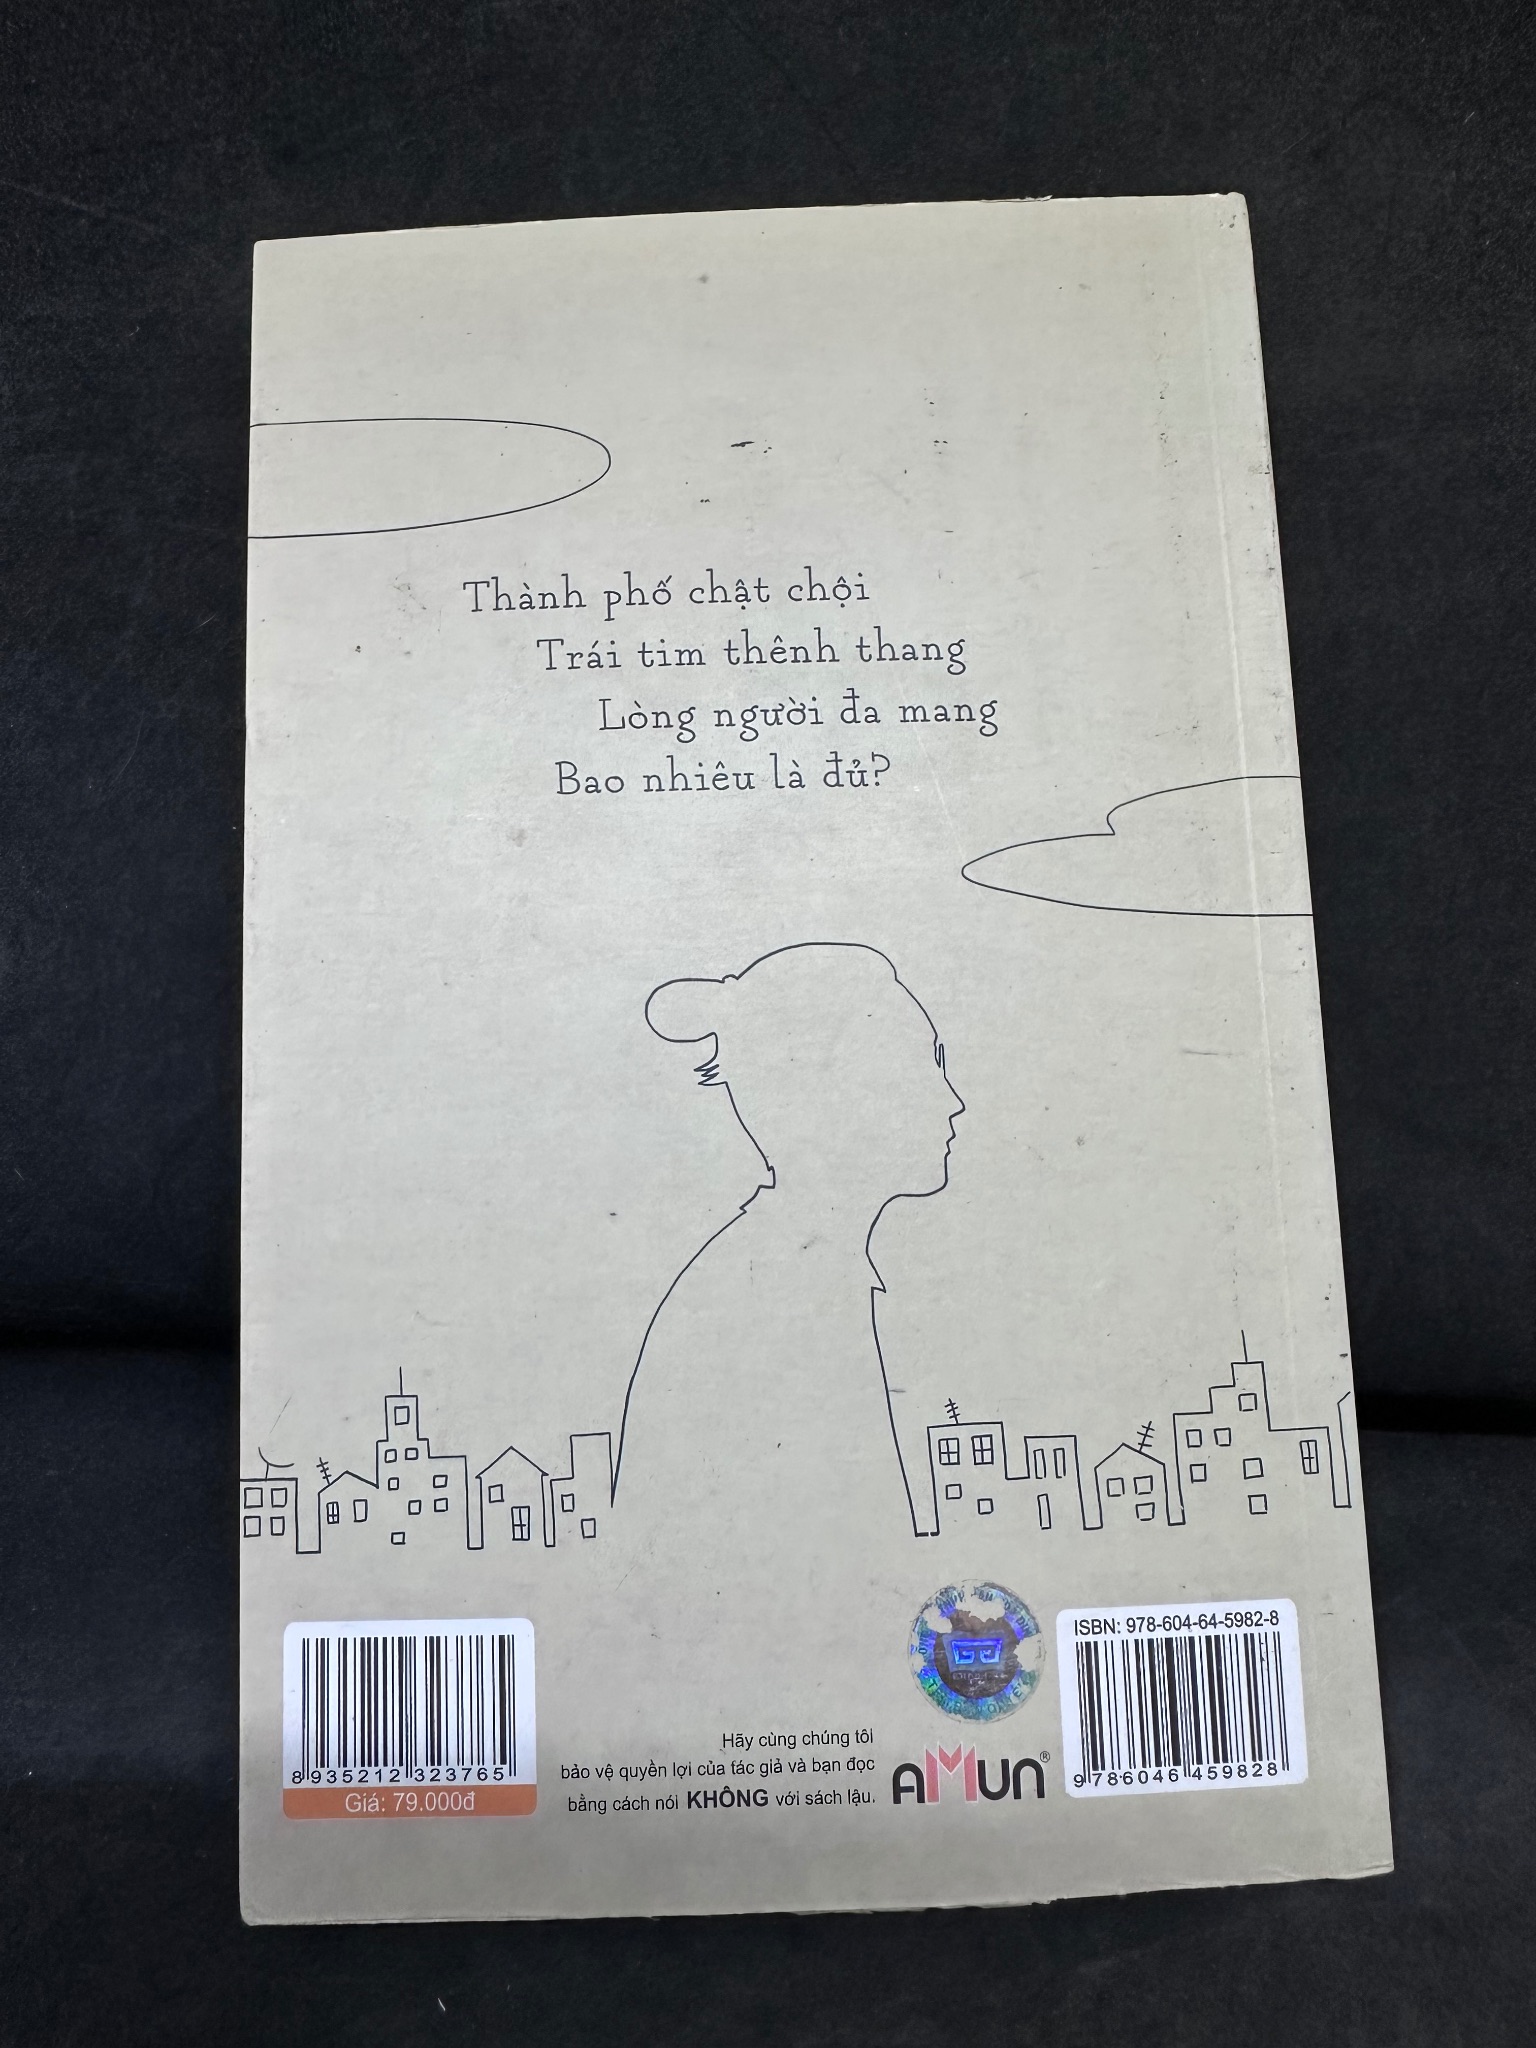 Thành phố chật chội
Trái tim thênh thang
Lòng người đa mang
Bao nhiêu là đủ?
8 935212 323765
Giá: 79.000đ
Hãy cùng chúng tôi
bảo vệ quyền lợi của tác giả và bạn đọc
bằng cách nói KHÔNG với sách lậu.
AMUN®
ISBN: 978-604-64-5982-8
9 786046 459828